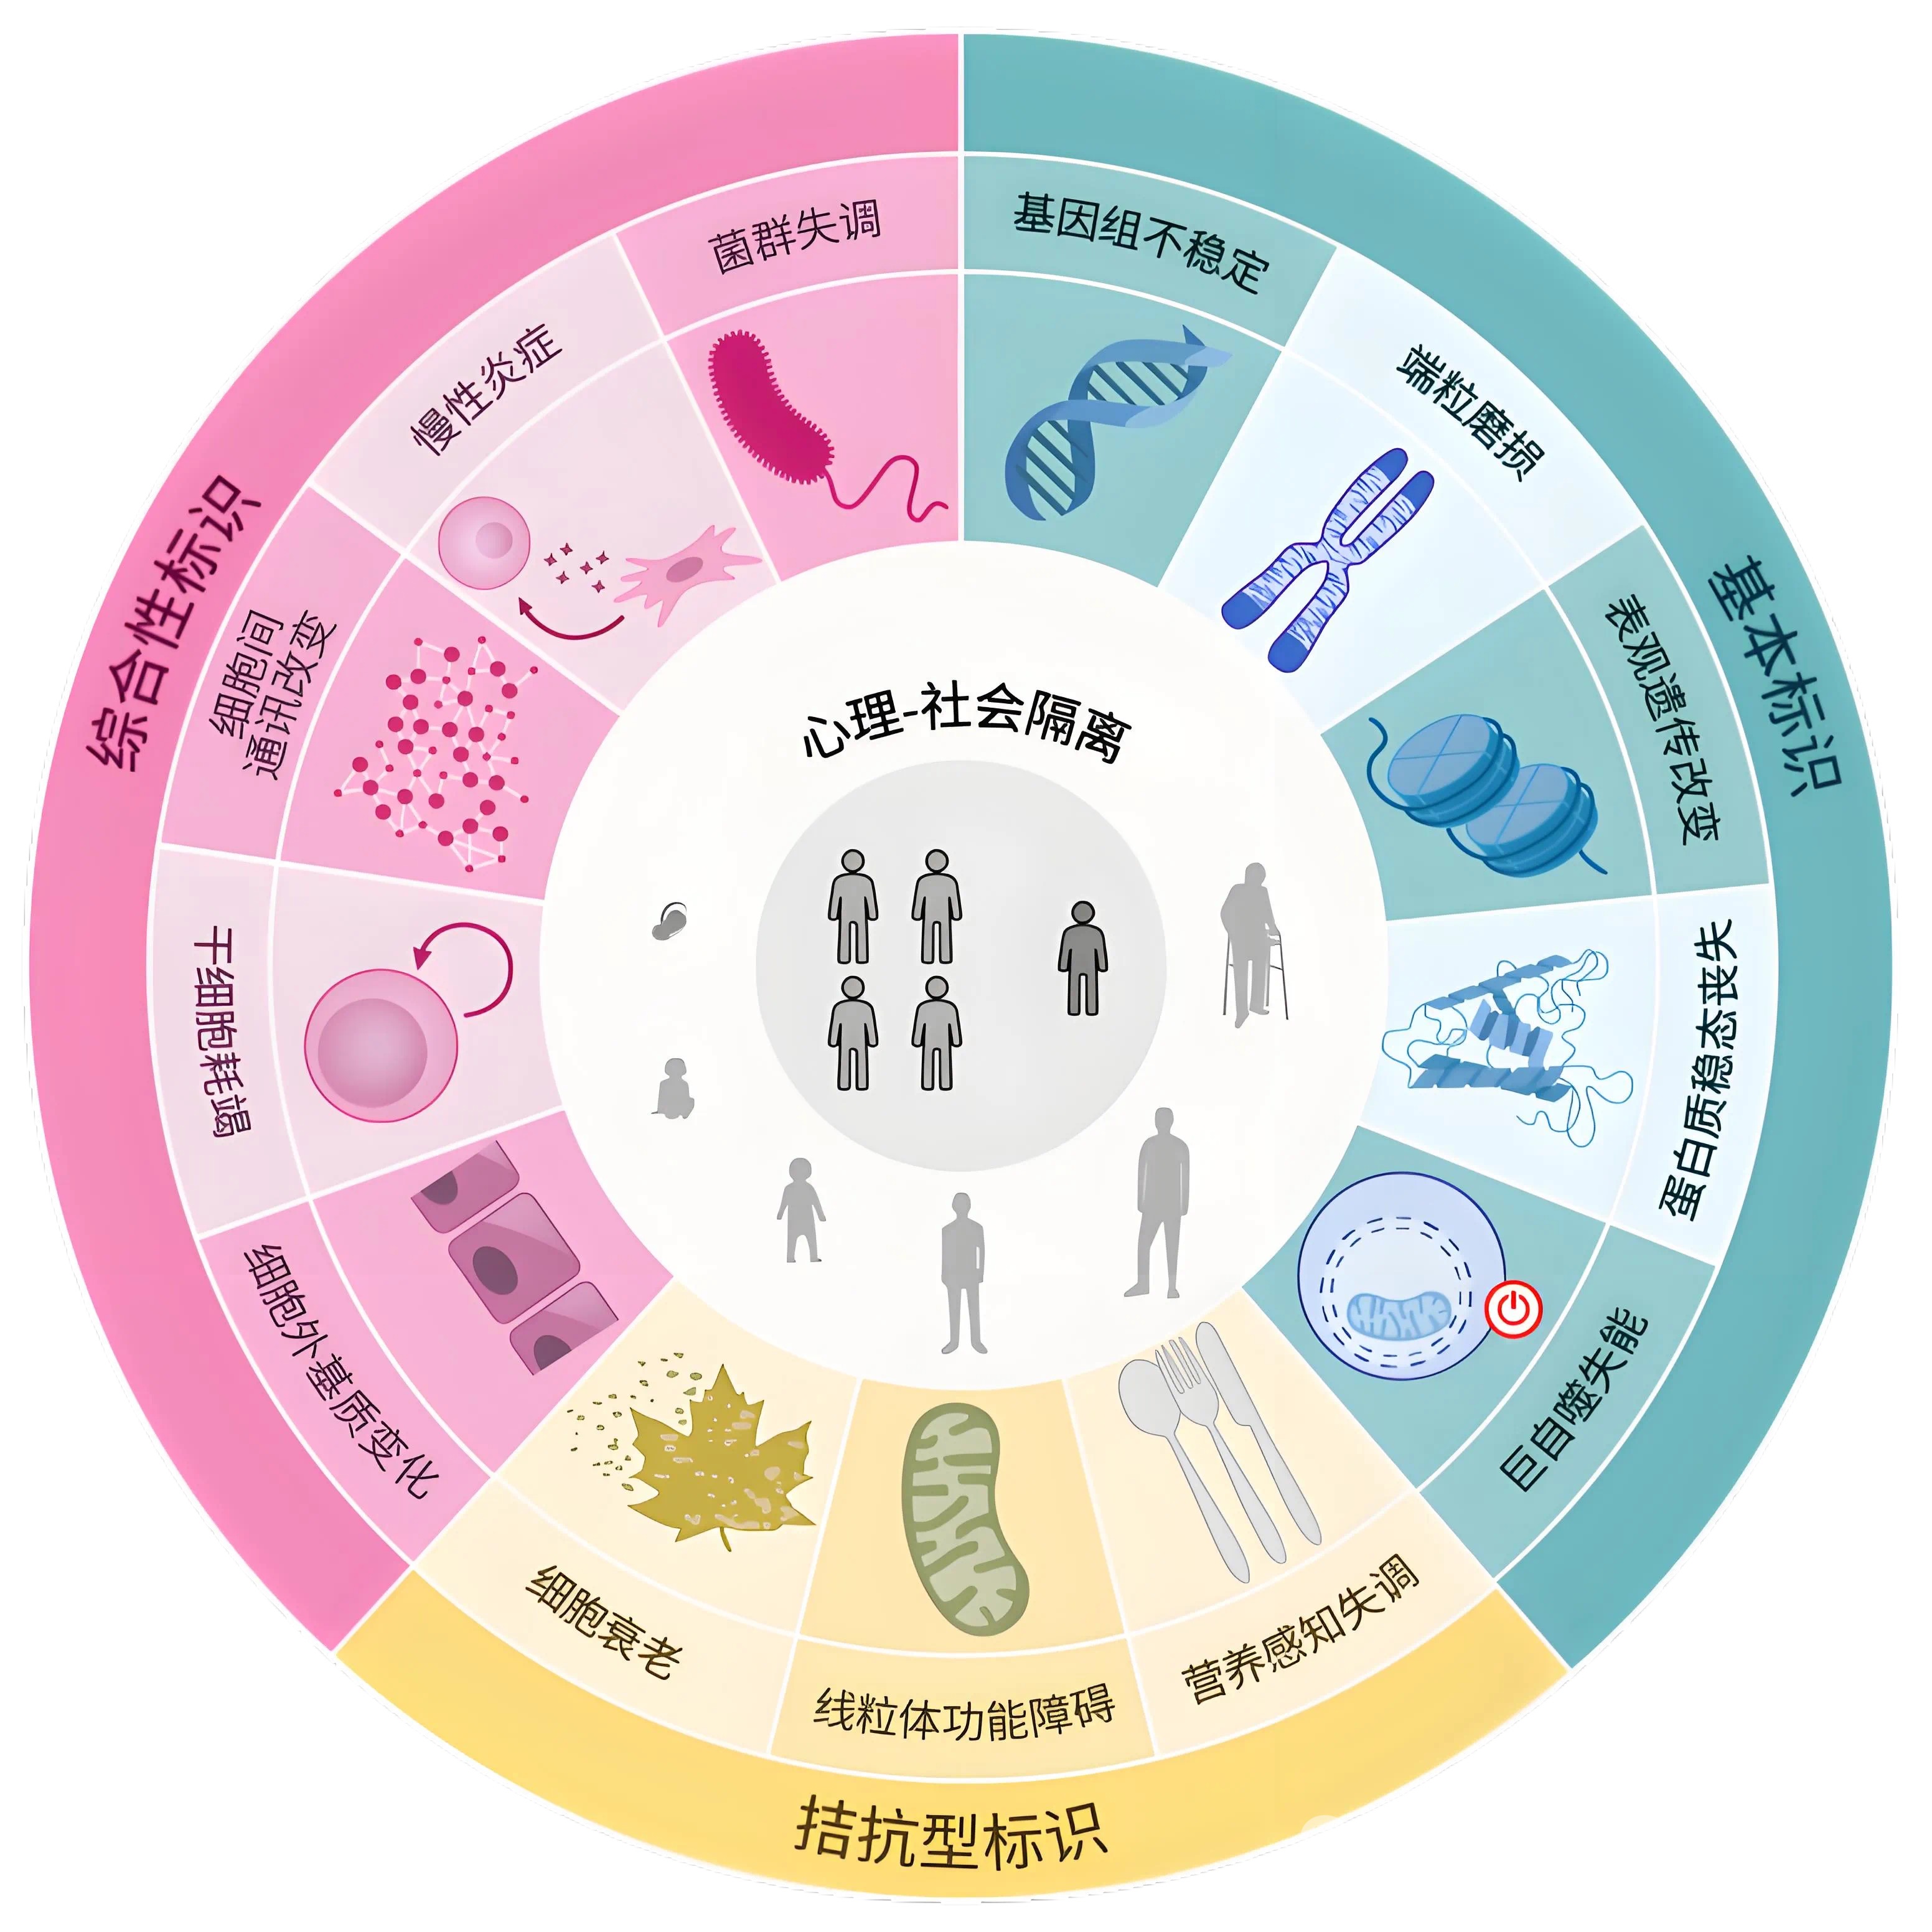 基本标识
基因组不稳定
端粒磨损
表观遗传改变
蛋白质稳态丧失
巨自噬失能
拮抗型标识
营养感知失调
线粒体功能障碍
细胞衰老
综合性标识
细胞外基质变化
干细胞耗竭
细胞间
通讯改变
慢性炎症
菌群失调
心理-社会隔离